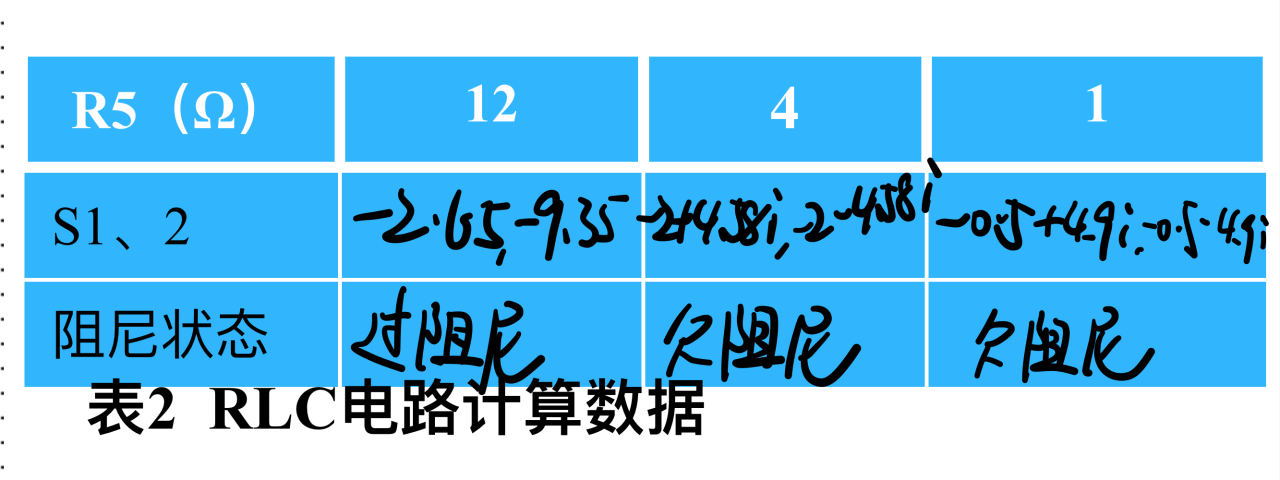 R5（Ω） 12 4 1
S1、2 -2.65,-9.35 -2+4.58i,-2-4.58i -0.5+4.9i,-0.5-4.9i
阻尼状态 过阻尼 欠阻尼 欠阻尼
表2 RLC电路计算数据